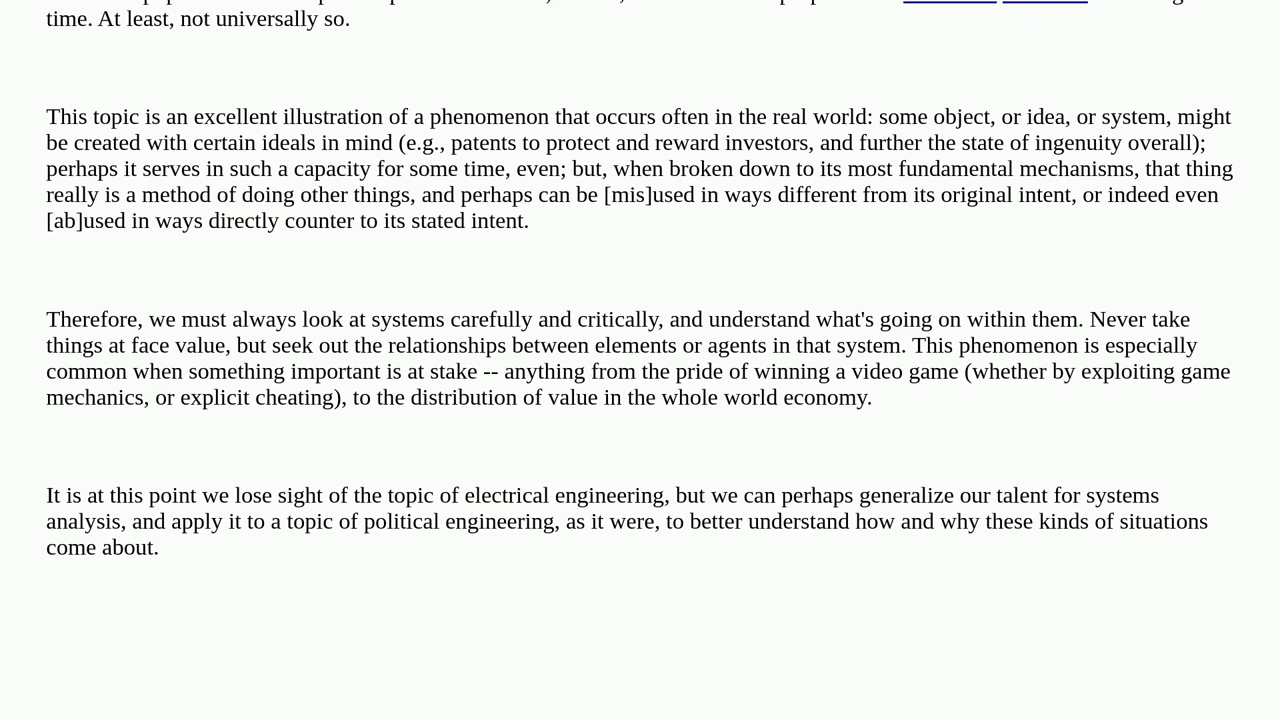 time. At least, not universally so.
This topic is an excellent illustration of a phenomenon that occurs often in the real world: some object, or idea, or system, might
be created with certain ideals in mind (e.g., patents to protect and reward investors, and further the state of ingenuity overall);
perhaps it serves in such a capacity for some time, even; but, when broken down to its most fundamental mechanisms, that thing
really is a method of doing other things, and perhaps can be [mis]used in ways different from its original intent, or indeed even
[ab]used in ways directly counter to its stated intent.
Therefore, we must always look at systems carefully and critically, and understand what's going on within them. Never take
things at face value, but seek out the relationships between elements or agents in that system. This phenomenon is especially
common when something important is at stake -- anything from the pride of winning a video game (whether by exploiting game
mechanics, or explicit cheating), to the distribution of value in the whole world economy.
It is at this point we lose sight of the topic of electrical engineering, but we can perhaps generalize our talent for systems
analysis, and apply it to a topic of political engineering, as it were, to better understand how and why these kinds of situations
come about.